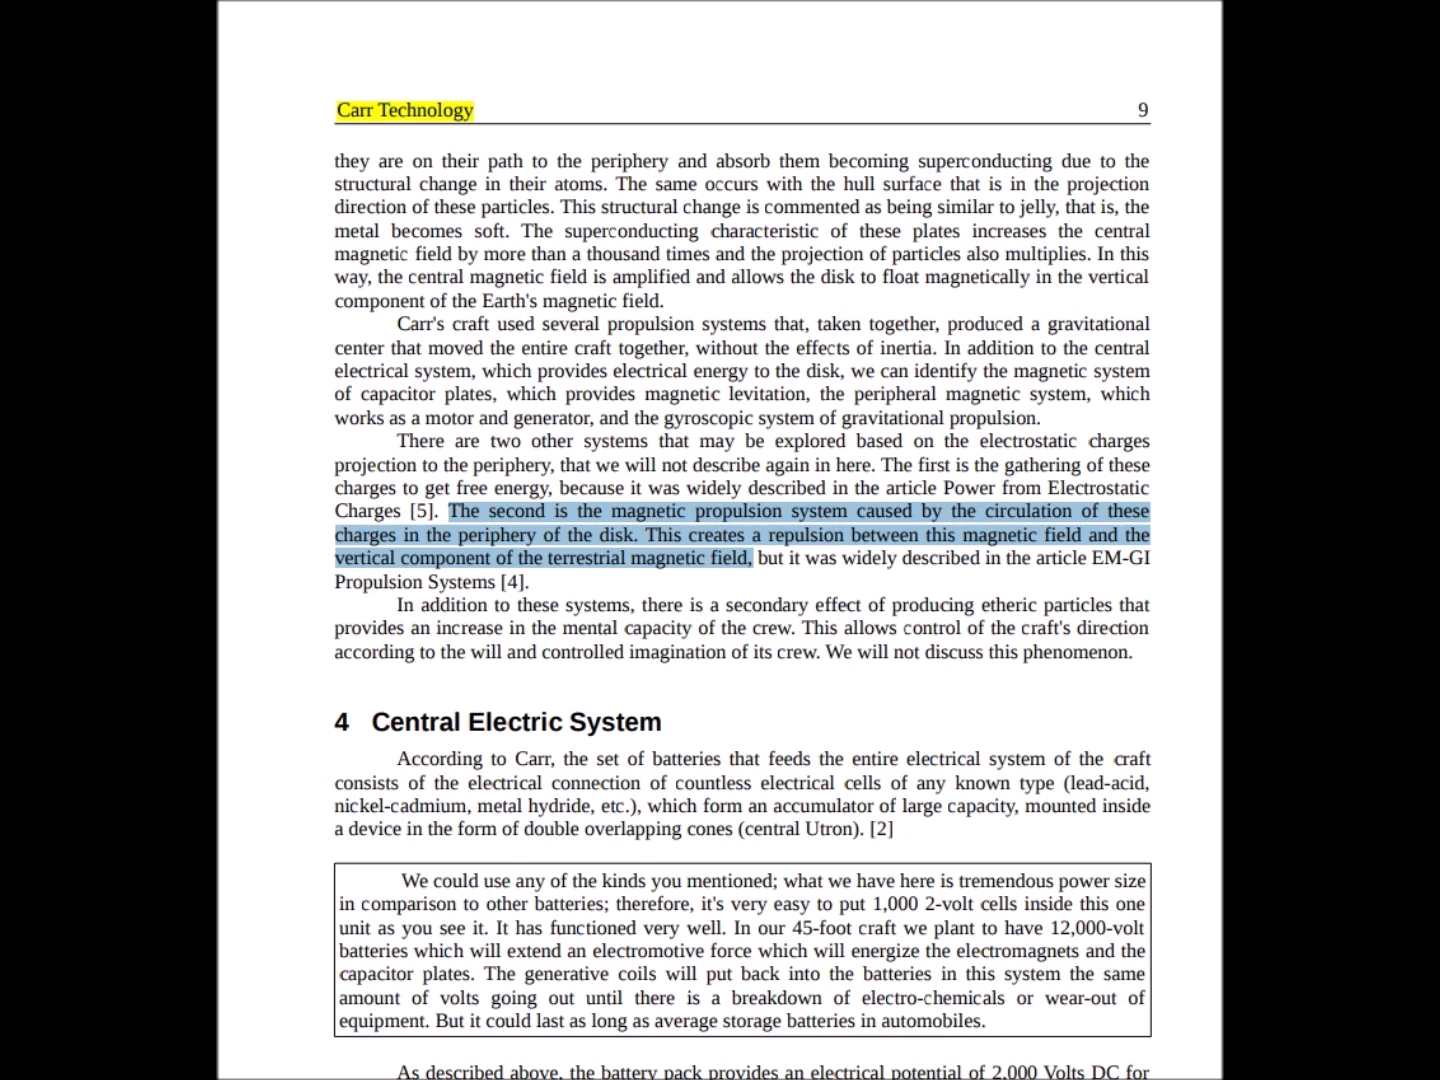 Carr Technology 9
they are on their path to the periphery and absorb them becoming superconducting due to the
structural change in their atoms. The same occurs with the hull surface that is in the projection
direction of these particles. This structural change is commented as being similar to jelly, that is, the
metal becomes soft. The superconducting characteristic of these plates increases the central
magnetic field by more than a thousand times and the projection of particles also multiplies. In this
way, the central magnetic field is amplified and allows the disk to float magnetically in the vertical
component of the Earth's magnetic field.
Carr's craft used several propulsion systems that, taken together, produced a gravitational
center that moved the entire craft together, without the effects of inertia. In addition to the central
electrical system, which provides electrical energy to the disk, we can identify the magnetic system
of capacitor plates, which provides magnetic levitation, the peripheral magnetic system, which
works as a motor and generator, and the gyroscopic system of gravitational propulsion.
There are two other systems that may be explored based on the electrostatic charges
projection to the periphery, that we will not describe again in here. The first is the gathering of these
charges to get free energy, because it was widely described in the article Power from Electrostatic
Charges [5]. The second is the magnetic propulsion system caused by the circulation of these
charges in the periphery of the disk. This creates a repulsion between this magnetic field and the
vertical component of the terrestrial magnetic field, but it was widely described in the article EM-GI
Propulsion Systems [4].
In addition to these systems, there is a secondary effect of producing etheric particles that
provides an increase in the mental capacity of the crew. This allows control of the craft's direction
according to the will and controlled imagination of its crew. We will not discuss this phenomenon.
4 Central Electric System
According to Carr, the set of batteries that feeds the entire electrical system of the craft
consists of the electrical connection of countless electrical cells of any known type (lead-acid,
nickel-cadmium, metal hydride, etc.), which form an accumulator of large capacity, mounted inside
a device in the form of double overlapping cones (central Utron). [2]
We could use any of the kinds you mentioned; what we have here is tremendous power size
in comparison to other batteries; therefore, it's very easy to put 1,000 2-volt cells inside this one
unit as you see it. It has functioned very well. In our 45-foot craft we plant to have 12,000-volt
batteries which will extend an electromotive force which will energize the electromagnets and the
capacitor plates. The generative coils will put back into the batteries in this system the same
amount of volts going out until there is a breakdown of electro-chemicals or wear-out of
equipment. But it could last as long as average storage batteries in automobiles.
As described above, the battery pack provides an electrical potential of 2,000 Volts DC for